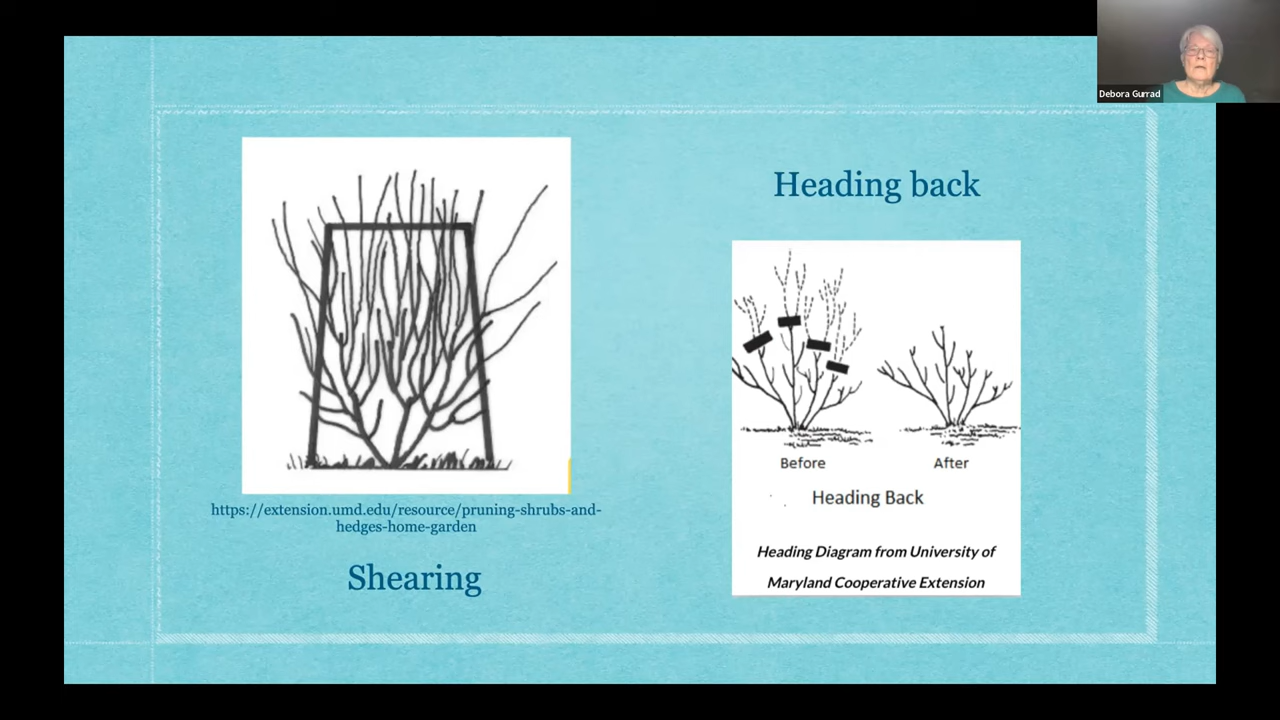 Debora Gurrad
Heading back
https://extension.umd.edu/resource/pruning-shrubs-and-
hedges-home-garden
Shearing
Before
After
Heading Back
Heading Diagram from University of
Maryland Cooperative Extension